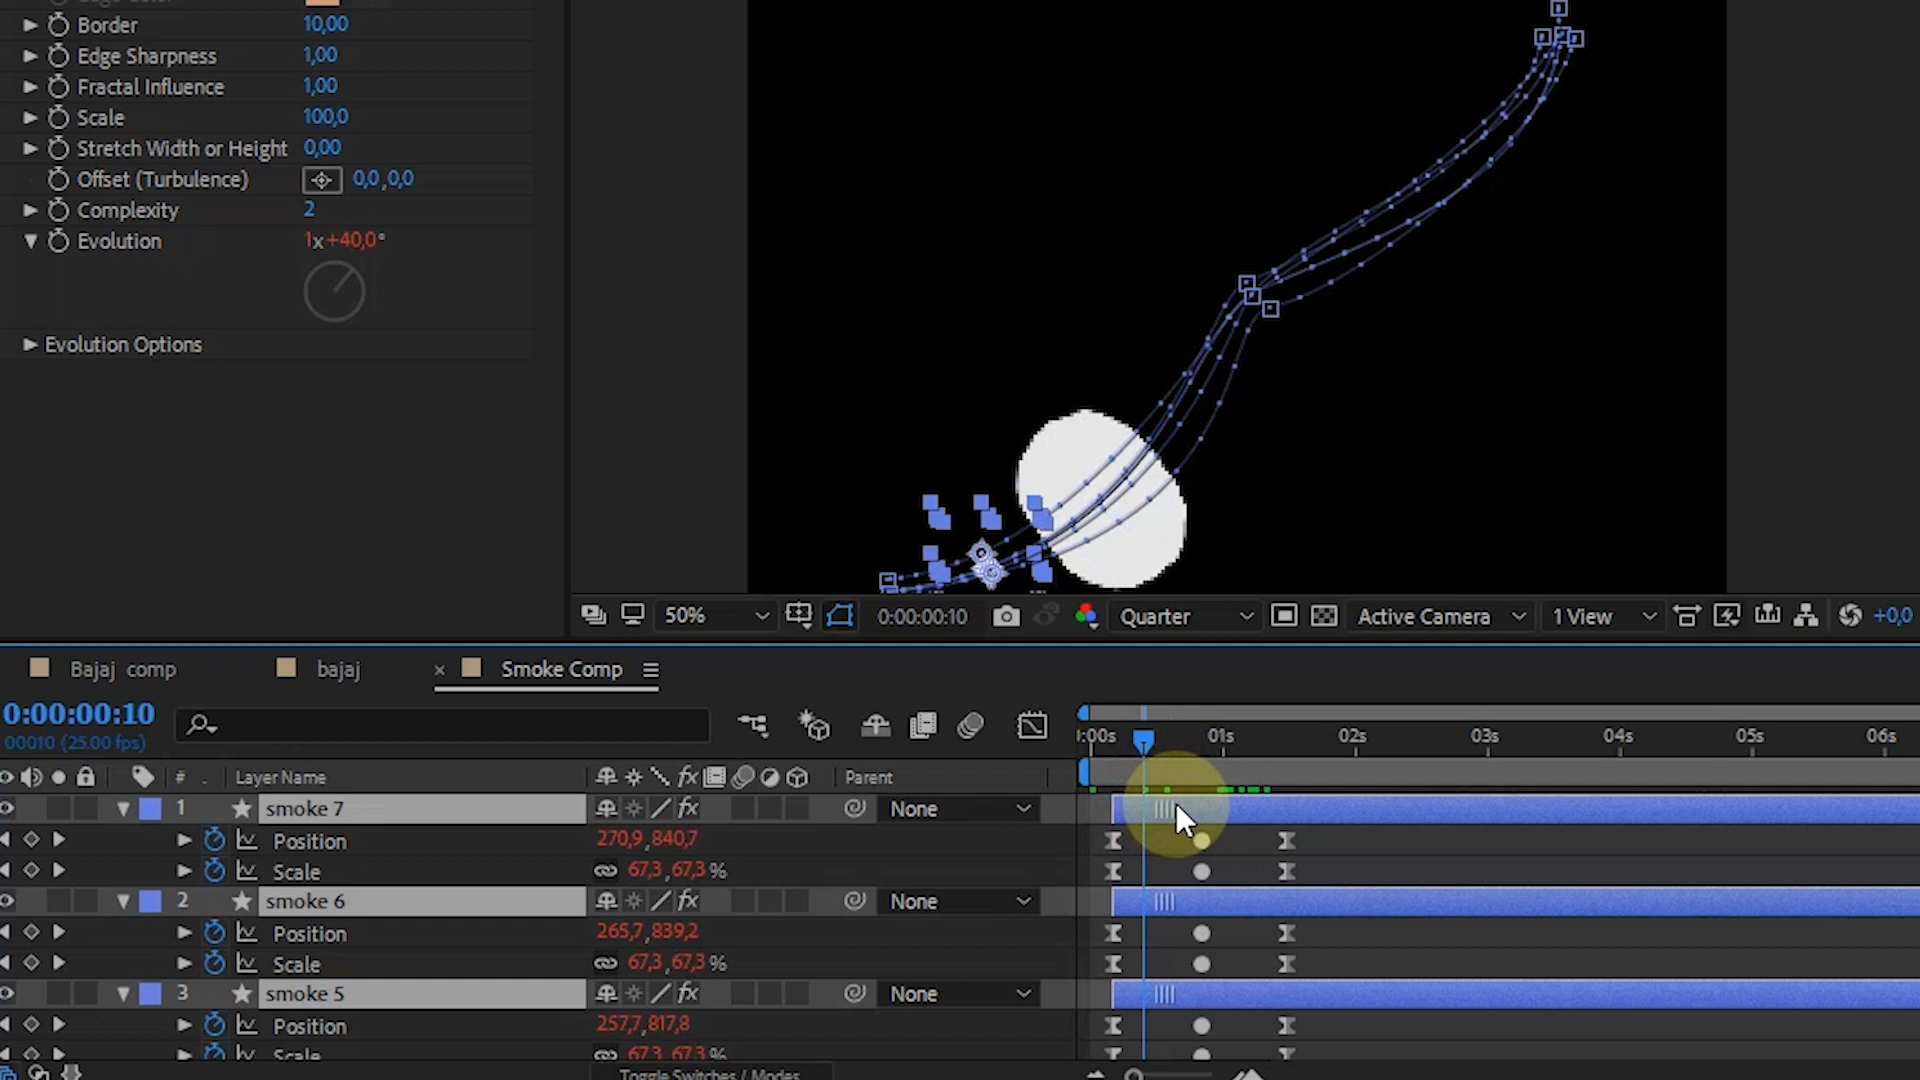 Border 10,00
Edge Sharpness 1,00
Fractal Influence 1,00
Scale 100,0
Stretch Width or Height 0,00
Offset (Turbulence) 0,0,0,0
Complexity 2
Evolution 1x+40,0°
Evolution Options
50% 0:00:00:10 Quarter Active Camera 1 View +0,0
Bajaj comp bajaj × Smoke Comp
0:00:00:10
00010 (25.00 fps)
:00s 01s 02s 03s 04s 05s 06s
# . Layer Name fx Parent
1 smoke 7 fx None
Position 270,9,840,7
Scale 67,3,67,3%
2 smoke 6 fx None
Position 265,7,839,2
Scale 67,3,67,3%
3 smoke 5 fx None
Position 257,7,817,8
Scale 67,3,67,3%
Toggle Switches / Modes